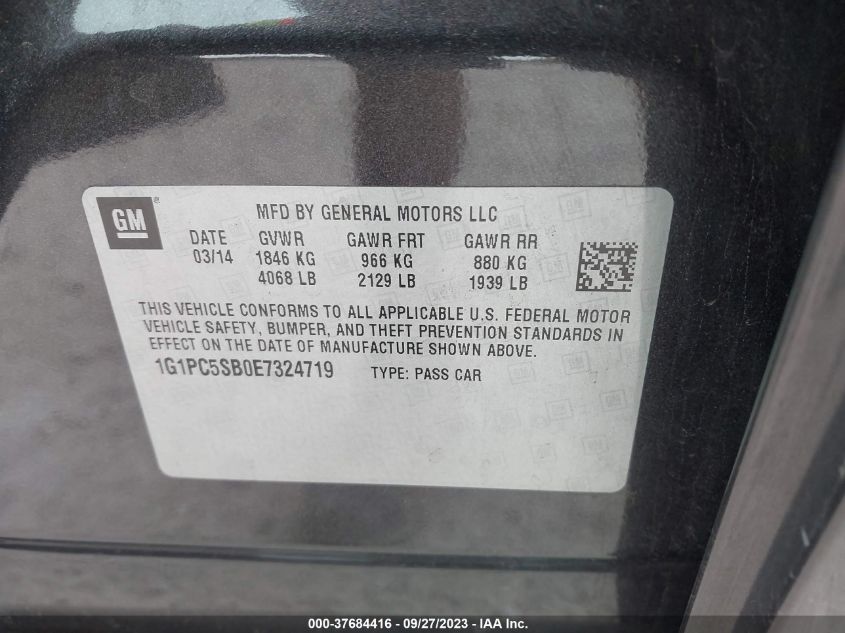 GM ®
MFD BY GENERAL MOTORS LLC
DATE GVWR GAWR FRT GAWR RR
03/14 1846 KG 966 KG 880 KG
4068 LB 2129 LB 1939 LB
THIS VEHICLE CONFORMS TO ALL APPLICABLE U.S. FEDERAL MOTOR
VEHICLE SAFETY, BUMPER, AND THEFT PREVENTION STANDARDS IN
EFFECT ON THE DATE OF MANUFACTURE SHOWN ABOVE.
1G1PC5SB0E7324719 TYPE: PASS CAR
000-37684416 - 09/27/2023 - IAA Inc.